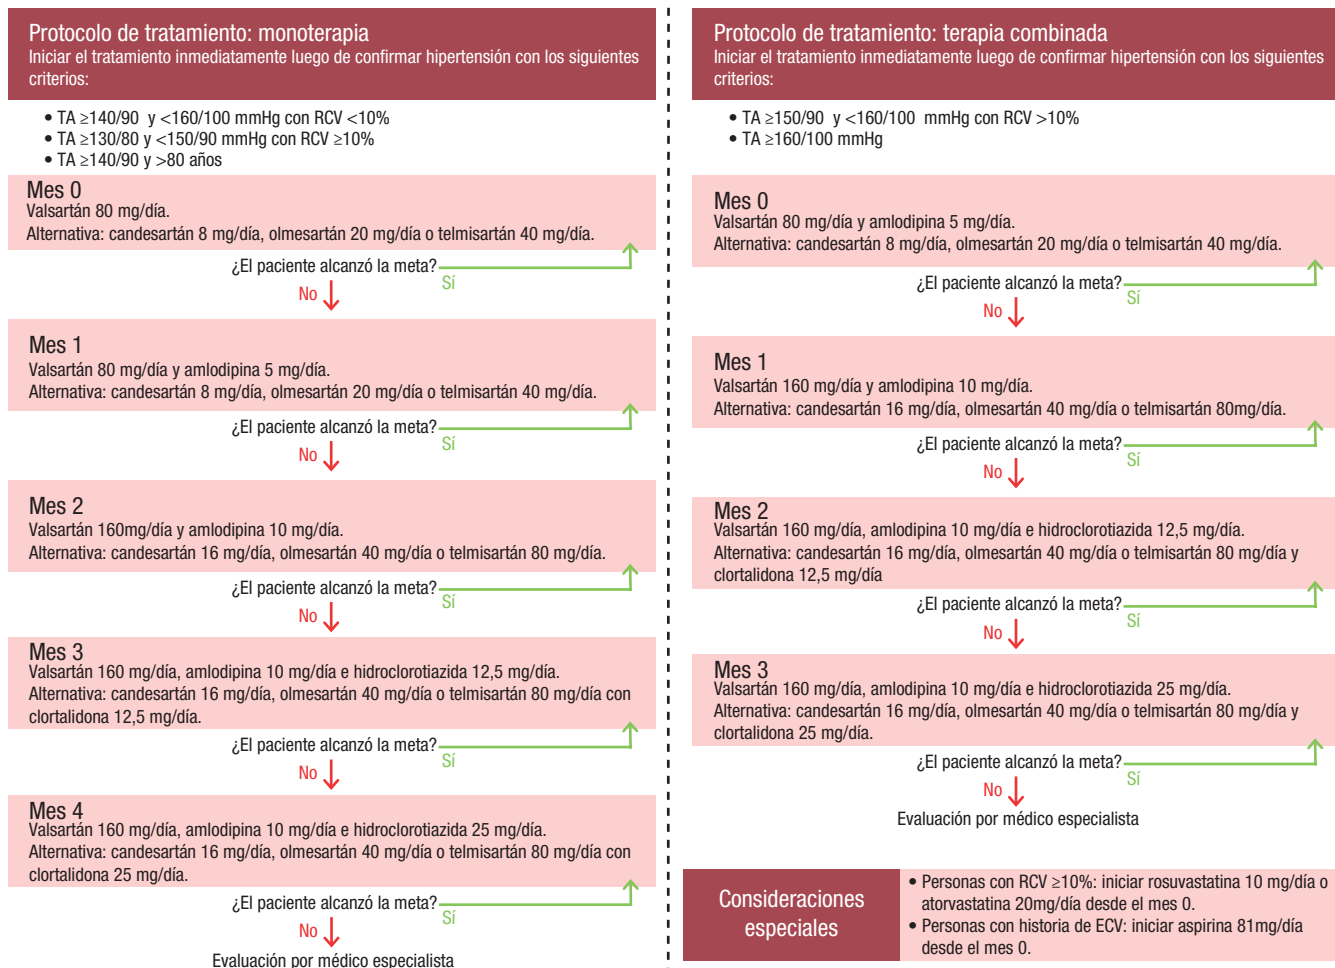 Protocolo de tratamiento: monoterapia
Iniciar el tratamiento inmediatamente luego de confirmar hipertensión con los siguientes
criterios:
• TA ≥140/90 y <160/100 mmHg con RCV <10%
• TA ≥130/80 y <150/90 mmHg con RCV ≥10%
• TA ≥140/90 y >80 años
Mes 0
Valsartán 80 mg/día.
Alternativa: candesartán 8 mg/día, olmesartán 20 mg/día o telmisartán 40 mg/día.
¿El paciente alcanzó la meta?
Sí
No
Mes 1
Valsartán 80 mg/día y amlodipina 5 mg/día.
Alternativa: candesartán 8 mg/día, olmesartán 20 mg/día o telmisartán 40 mg/día.
¿El paciente alcanzó la meta?
Sí
No
Mes 2
Valsartán 160mg/día y amlodipina 10 mg/día.
Alternativa: candesartán 16 mg/día, olmesartán 40 mg/día o telmisartán 80 mg/día.
¿El paciente alcanzó la meta?
Sí
No
Mes 3
Valsartán 160 mg/día, amlodipina 10 mg/día e hidroclorotiazida 12,5 mg/día.
Alternativa: candesartán 16 mg/día, olmesartán 40 mg/día o telmisartán 80 mg/día con
clortalidona 12,5 mg/día.
¿El paciente alcanzó la meta?
Sí
No
Mes 4
Valsartán 160 mg/día, amlodipina 10 mg/día e hidroclorotiazida 25 mg/día.
Alternativa: candesartán 16 mg/día, olmesartán 40 mg/día o telmisartán 80 mg/día con
clortalidona 25 mg/día.
¿El paciente alcanzó la meta?
Sí
No
Evaluación por médico especialista
Protocolo de tratamiento: terapia combinada
Iniciar el tratamiento inmediatamente luego de confirmar hipertensión con los siguientes
criterios:
• TA ≥150/90 y <160/100 mmHg con RCV >10%
• TA ≥160/100 mmHg
Mes 0
Valsartán 80 mg/día y amlodipina 5 mg/día.
Alternativa: candesartán 8 mg/día, olmesartán 20 mg/día o telmisartán 40 mg/día.
¿El paciente alcanzó la meta?
Sí
No
Mes 1
Valsartán 160 mg/día y amlodipina 10 mg/día.
Alternativa: candesartán 16 mg/día, olmesartán 40 mg/día o telmisartán 80mg/día.
¿El paciente alcanzó la meta?
Sí
No
Mes 2
Valsartán 160 mg/día, amlodipina 10 mg/día e hidroclorotiazida 12,5 mg/día.
Alternativa: candesartán 16 mg/día, olmesartán 40 mg/día o telmisartán 80 mg/día y
clortalidona 12,5 mg/día
¿El paciente alcanzó la meta?
Sí
No
Mes 3
Valsartán 160 mg/día, amlodipina 10 mg/día e hidroclorotiazida 25 mg/día.
Alternativa: candesartán 16 mg/día, olmesartán 40 mg/día o telmisartán 80 mg/día y
clortalidona 25 mg/día.
¿El paciente alcanzó la meta?
Sí
No
Evaluación por médico especialista
Consideraciones
especiales
• Personas con RCV ≥10%: iniciar rosuvastatina 10 mg/día o
atorvastatina 20mg/día desde el mes 0.
• Personas con historia de ECV: iniciar aspirina 81mg/día
desde el mes 0.